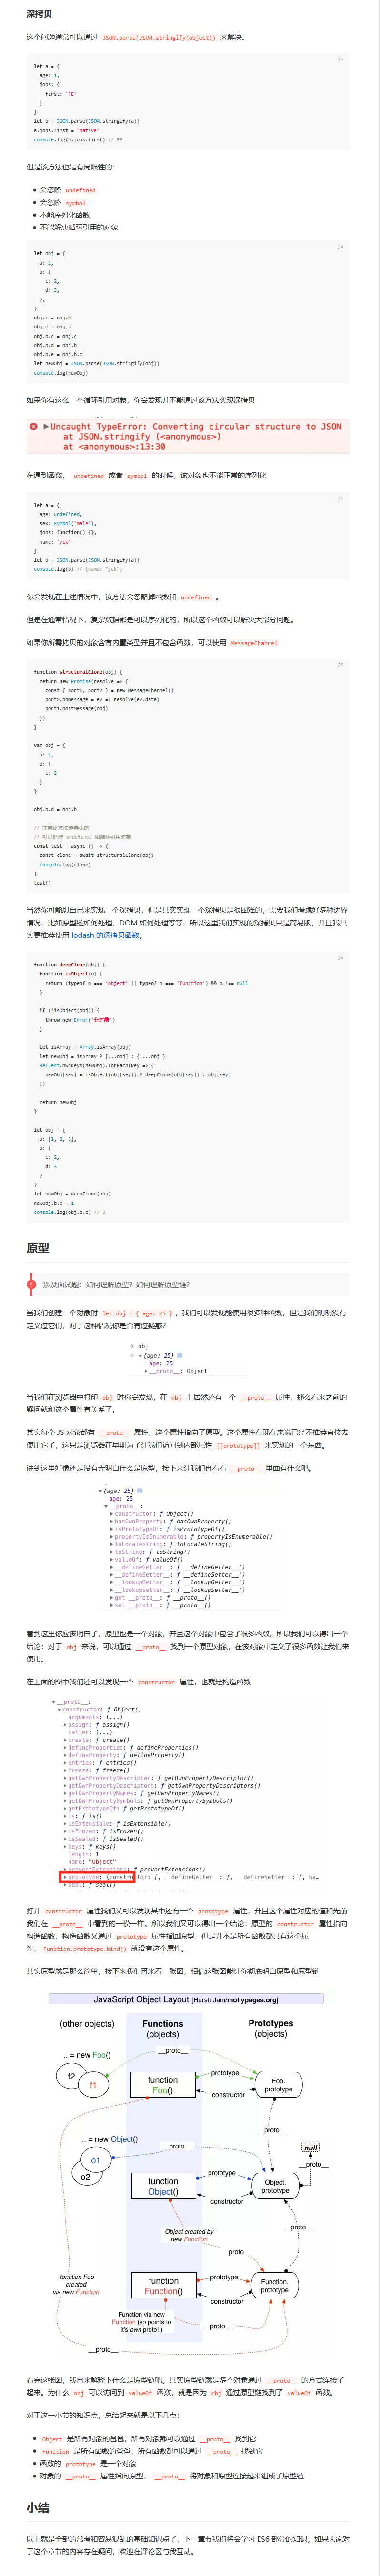 深拷贝
这个问题通常可以通过 JSON.parse(JSON.stringify(object)) 来解决。
js
let a = {
  age: 1,
  jobs: {
    first: 'FE'
  }
}
let b = JSON.parse(JSON.stringify(a))
a.jobs.first = 'native'
console.log(b.jobs.first) // FE
但是该方法也是有局限性的：
会忽略 undefined
会忽略 symbol
不能序列化函数
不能解决循环引用的对象
js
let obj = {
  a: 1,
  b: {
    c: 2,
    d: 3,
  },
}
obj.c = obj.b
obj.e = obj.a
obj.b.c = obj.c
obj.b.d = obj.b
obj.b.e = obj.b.c
let newObj = JSON.parse(JSON.stringify(obj))
console.log(newObj)
如果你有这么一个循环引用对象，你会发现并不能通过该方法实现深拷贝
Uncaught TypeError: Converting circular structure to JSON
at JSON.stringify (<anonymous>)
at <anonymous>:13:30
在遇到函数、 undefined 或者 symbol 的时候，该对象也不能正常的序列化
js
let a = {
  age: undefined,
  sex: Symbol('male'),
  jobs: function() {},
  name: 'yck'
}
let b = JSON.parse(JSON.stringify(a))
console.log(b) // {name: "yck"}
你会发现在上述情况中，该方法会忽略掉函数和 undefined 。
但是在通常情况下，复杂数据都是可以序列化的，所以这个函数可以解决大部分问题。
如果你所需拷贝的对象含有内置类型并且不包含函数，可以使用 MessageChannel
js
function structuralClone(obj) {
  return new Promise(resolve => {
    const { port1, port2 } = new MessageChannel()
    port2.onmessage = ev => resolve(ev.data)
    port1.postMessage(obj)
  })
}
var obj = {
  a: 1,
  b: {
    c: 2
  }
}
obj.b.d = obj.b
// 注意该方法是异步的
// 可以处理 undefined 和循环引用对象
const test = async () => {
  const clone = await structuralClone(obj)
  console.log(clone)
}
test()
当然你可能想自己来实现一个深拷贝，但是其实实现一个深拷贝是很困难的，需要我们考虑好多种边界
情况，比如原型链如何处理、DOM 如何处理等等，所以这里我们实现的深拷贝只是简易版，并且我其
实更推荐使用 lodash 的深拷贝函数。
js
function deepClone(obj) {
  function isObject(o) {
    return (typeof o === 'object' || typeof o === 'function') && o !== null
  }
  if (!isObject(obj)) {
    throw new Error('非对象')
  }
  let isArray = Array.isArray(obj)
  let newObj = isArray ? [...obj] : { ...obj }
  Reflect.ownKeys(newObj).forEach(key => {
    newObj[key] = isObject(obj[key]) ? deepClone(obj[key]) : obj[key]
  })
  return newObj
}
let obj = {
  a: [1, 2, 3],
  b: {
    c: 2,
    d: 3
  }
}
let newObj = deepClone(obj)
newObj.b.c = 1
console.log(obj.b.c) // 2
原型
涉及面试题：如何理解原型？如何理解原型链？
当我们创建一个对象时 let obj = { age: 25 } ，我们可以发现能使用很多种函数，但是我们明明没有
定义过它们，对于这种情况你是否有过疑惑？
obj
{age: 25}
age: 25
__proto__: Object
当我们在浏览器中打印 obj 时你会发现，在 obj 上居然还有一个 __proto__ 属性，那么看来之前的
疑问就和这个属性有关系了。
其实每个 JS 对象都有 __proto__ 属性，这个属性指向了原型。这个属性在现在来说已经不推荐直接去
使用它了，这只是浏览器在早期为了让我们访问到内部属性 [[prototype]] 来实现的一个东西。
讲到这里好像还是没有弄明白什么是原型，接下来让我们再看看 __proto__ 里面有什么吧。
{age: 25}
age: 25
__proto__:
constructor: ƒ Object()
hasOwnProperty: ƒ hasOwnProperty()
isPrototypeOf: ƒ isPrototypeOf()
propertyIsEnumerable: ƒ propertyIsEnumerable()
toLocaleString: ƒ toLocaleString()
toString: ƒ toString()
valueOf: ƒ valueOf()
__defineGetter__: ƒ __defineGetter__()
__defineSetter__: ƒ __defineSetter__()
__lookupGetter__: ƒ __lookupGetter__()
__lookupSetter__: ƒ __lookupSetter__()
get __proto__: ƒ __proto__()
set __proto__: ƒ __proto__()
看到这里你应该明白了，原型也是一个对象，并且这个对象中包含了很多函数，所以我们可以得出一个
结论：对于 obj 来说，可以通过 __proto__ 找到一个原型对象，在该对象中定义了很多函数让我们来
使用。
在上面的图中我们还可以发现一个 constructor 属性，也就是构造函数
__proto__:
constructor: ƒ Object()
arguments: (...)
assign: ƒ assign()
caller: (...)
create: ƒ create()
defineProperties: ƒ defineProperties()
defineProperty: ƒ defineProperty()
entries: ƒ entries()
freeze: ƒ freeze()
getOwnPropertyDescriptor: ƒ getOwnPropertyDescriptor()
getOwnPropertyDescriptors: ƒ getOwnPropertyDescriptors()
getOwnPropertyNames: ƒ getOwnPropertyNames()
getOwnPropertySymbols: ƒ getOwnPropertySymbols()
getPrototypeOf: ƒ getPrototypeOf()
is: ƒ is()
isExtensible: ƒ isExtensible()
isFrozen: ƒ isFrozen()
isSealed: ƒ isSealed()
keys: ƒ keys()
length: 1
name: "Object"
preventExtensions: ƒ preventExtensions()
prototype: {constructor: ƒ, __defineGetter__: ƒ, __defineSetter__: ƒ, ha…
seal: ƒ seal()
打开 constructor 属性我们又可以发现其中还有一个 prototype 属性，并且这个属性对应的值和先前
我们在 __proto__ 中看到的一模一样。所以我们又可以得出一个结论：原型的 constructor 属性指向
构造函数，构造函数又通过 prototype 属性指回原型，但是并不是所有函数都具有这个属
性， Function.prototype.bind() 就没有这个属性。
其实原型就是那么简单，接下来我们再来看一张图，相信这张图能让你彻底明白原型和原型链
JavaScript Object Layout [Hursh Jain/mollypages.org]
(other objects)
Functions
(objects)
Prototypes
(objects)
.. = new Foo()
__proto__
f2
f1
function
Foo()
prototype
constructor
Foo.
prototype
__proto__
.. = new Object()
__proto__
null
__proto__
o1
o2
function
Object()
prototype
constructor
Object.
prototype
Object created by
new Function
__proto__
__proto__
function Foo
created
via new Function
function
Function()
prototype
constructor
Function.
prototype
Function via new
Function (so points to
it's own proto! )
__proto__
__proto__
看完这张图，我再来解释下什么是原型链吧。其实原型链就是多个对象通过 __proto__ 的方式连接了
起来。为什么 obj 可以访问到 valueOf 函数，就是因为 obj 通过原型链找到了 valueOf 函数。
对于这一小节的知识点，总结起来就是以下几点：
Object 是所有对象的爸爸，所有对象都可以通过 __proto__ 找到它
Function 是所有函数的爸爸，所有函数都可以通过 __proto__ 找到它
函数的 prototype 是一个对象
对象的 __proto__ 属性指向原型， __proto__ 将对象和原型连接起来组成了原型链
小结
以上就是全部的常考和容易混乱的基础知识点了，下一章节我们将会学习 ES6 部分的知识。如果大家对
于这个章节的内容存在疑问，欢迎在评论区与我互动。